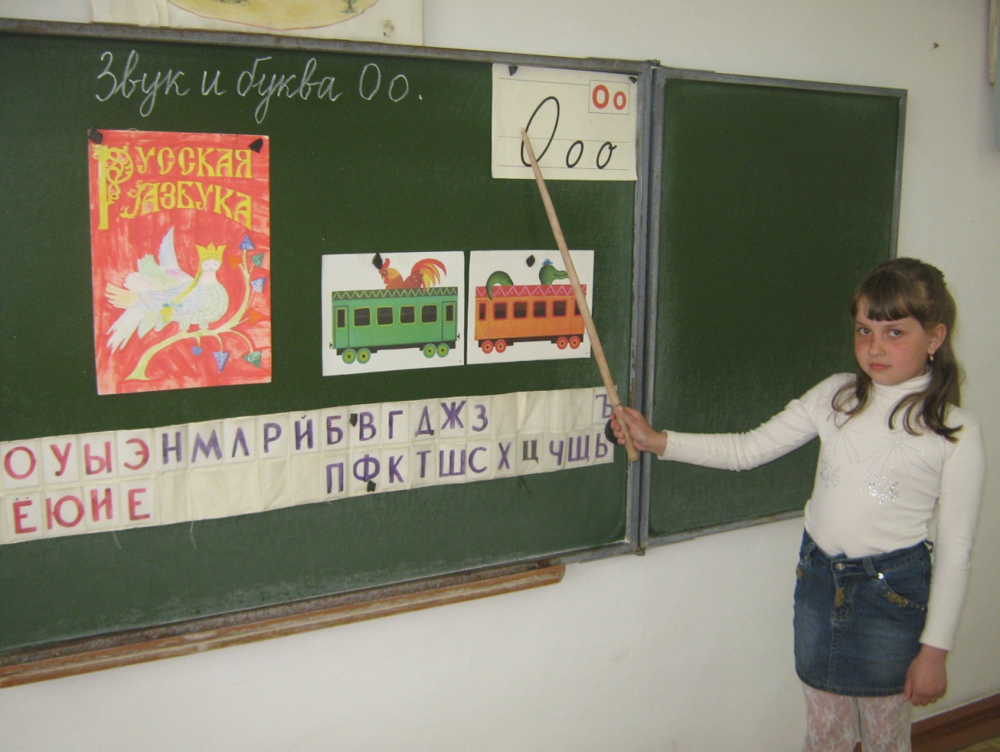 Звук и буква Оо.
Оо
О о о
РУССКАЯ
АЗБУКА
О У Ы Э Н М Л Р Й Б В Г Д Ж З Ъ
Ё Ю И Е П Ф К Т Ш С Х Ц Ч Щ Ь